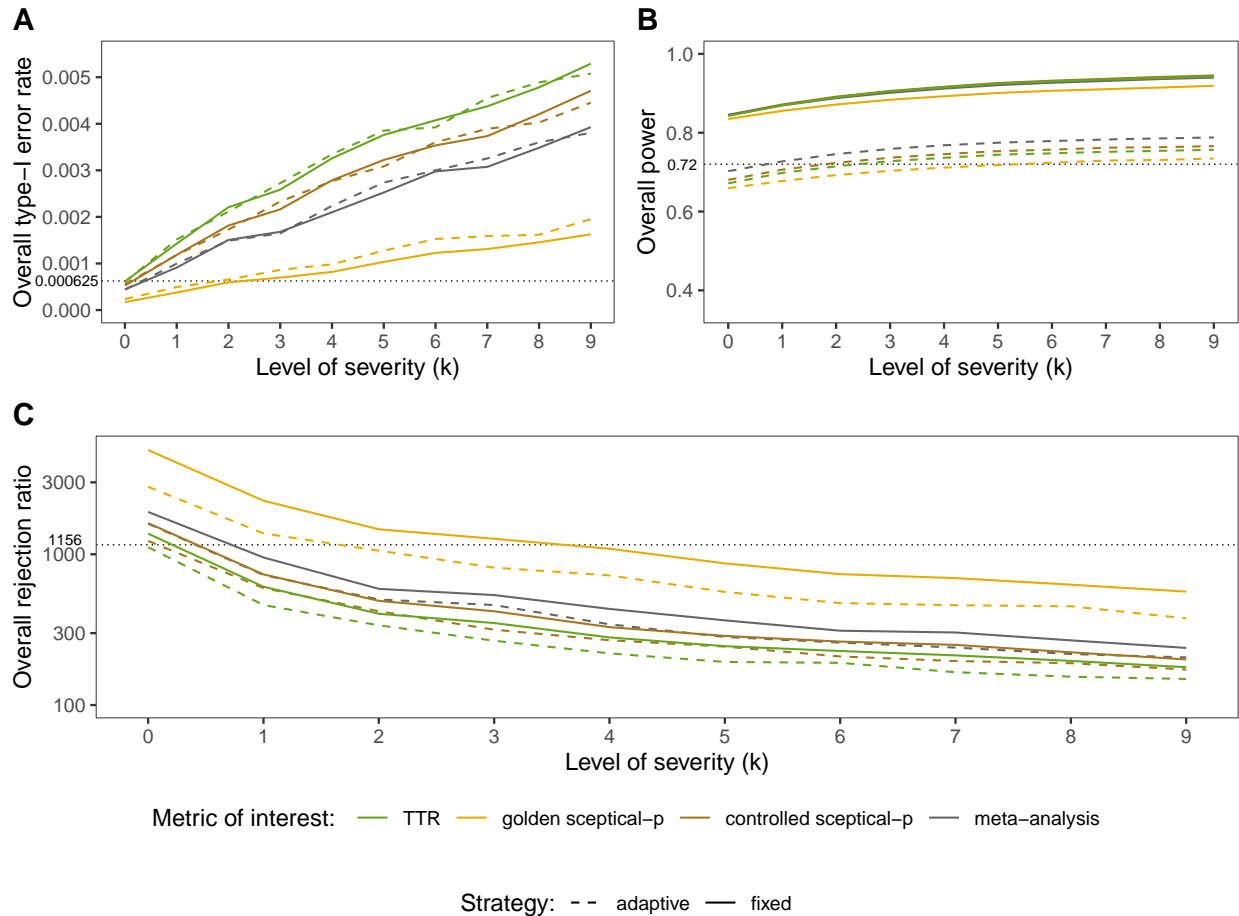 A
Overall type−I error rate
0.005
0.004
0.003
0.002
0.001
0.000625
0.000
0 1 2 3 4 5 6 7 8 9
Level of severity (k)
B
Overall power
1.0
0.8
0.72
0.6
0.4
0 1 2 3 4 5 6 7 8 9
Level of severity (k)
C
Overall rejection ratio
3000
1156
1000
300
100
0 1 2 3 4 5 6 7 8 9
Level of severity (k)
Metric of interest: TTR golden sceptical−p controlled sceptical−p meta−analysis
Strategy: adaptive fixed